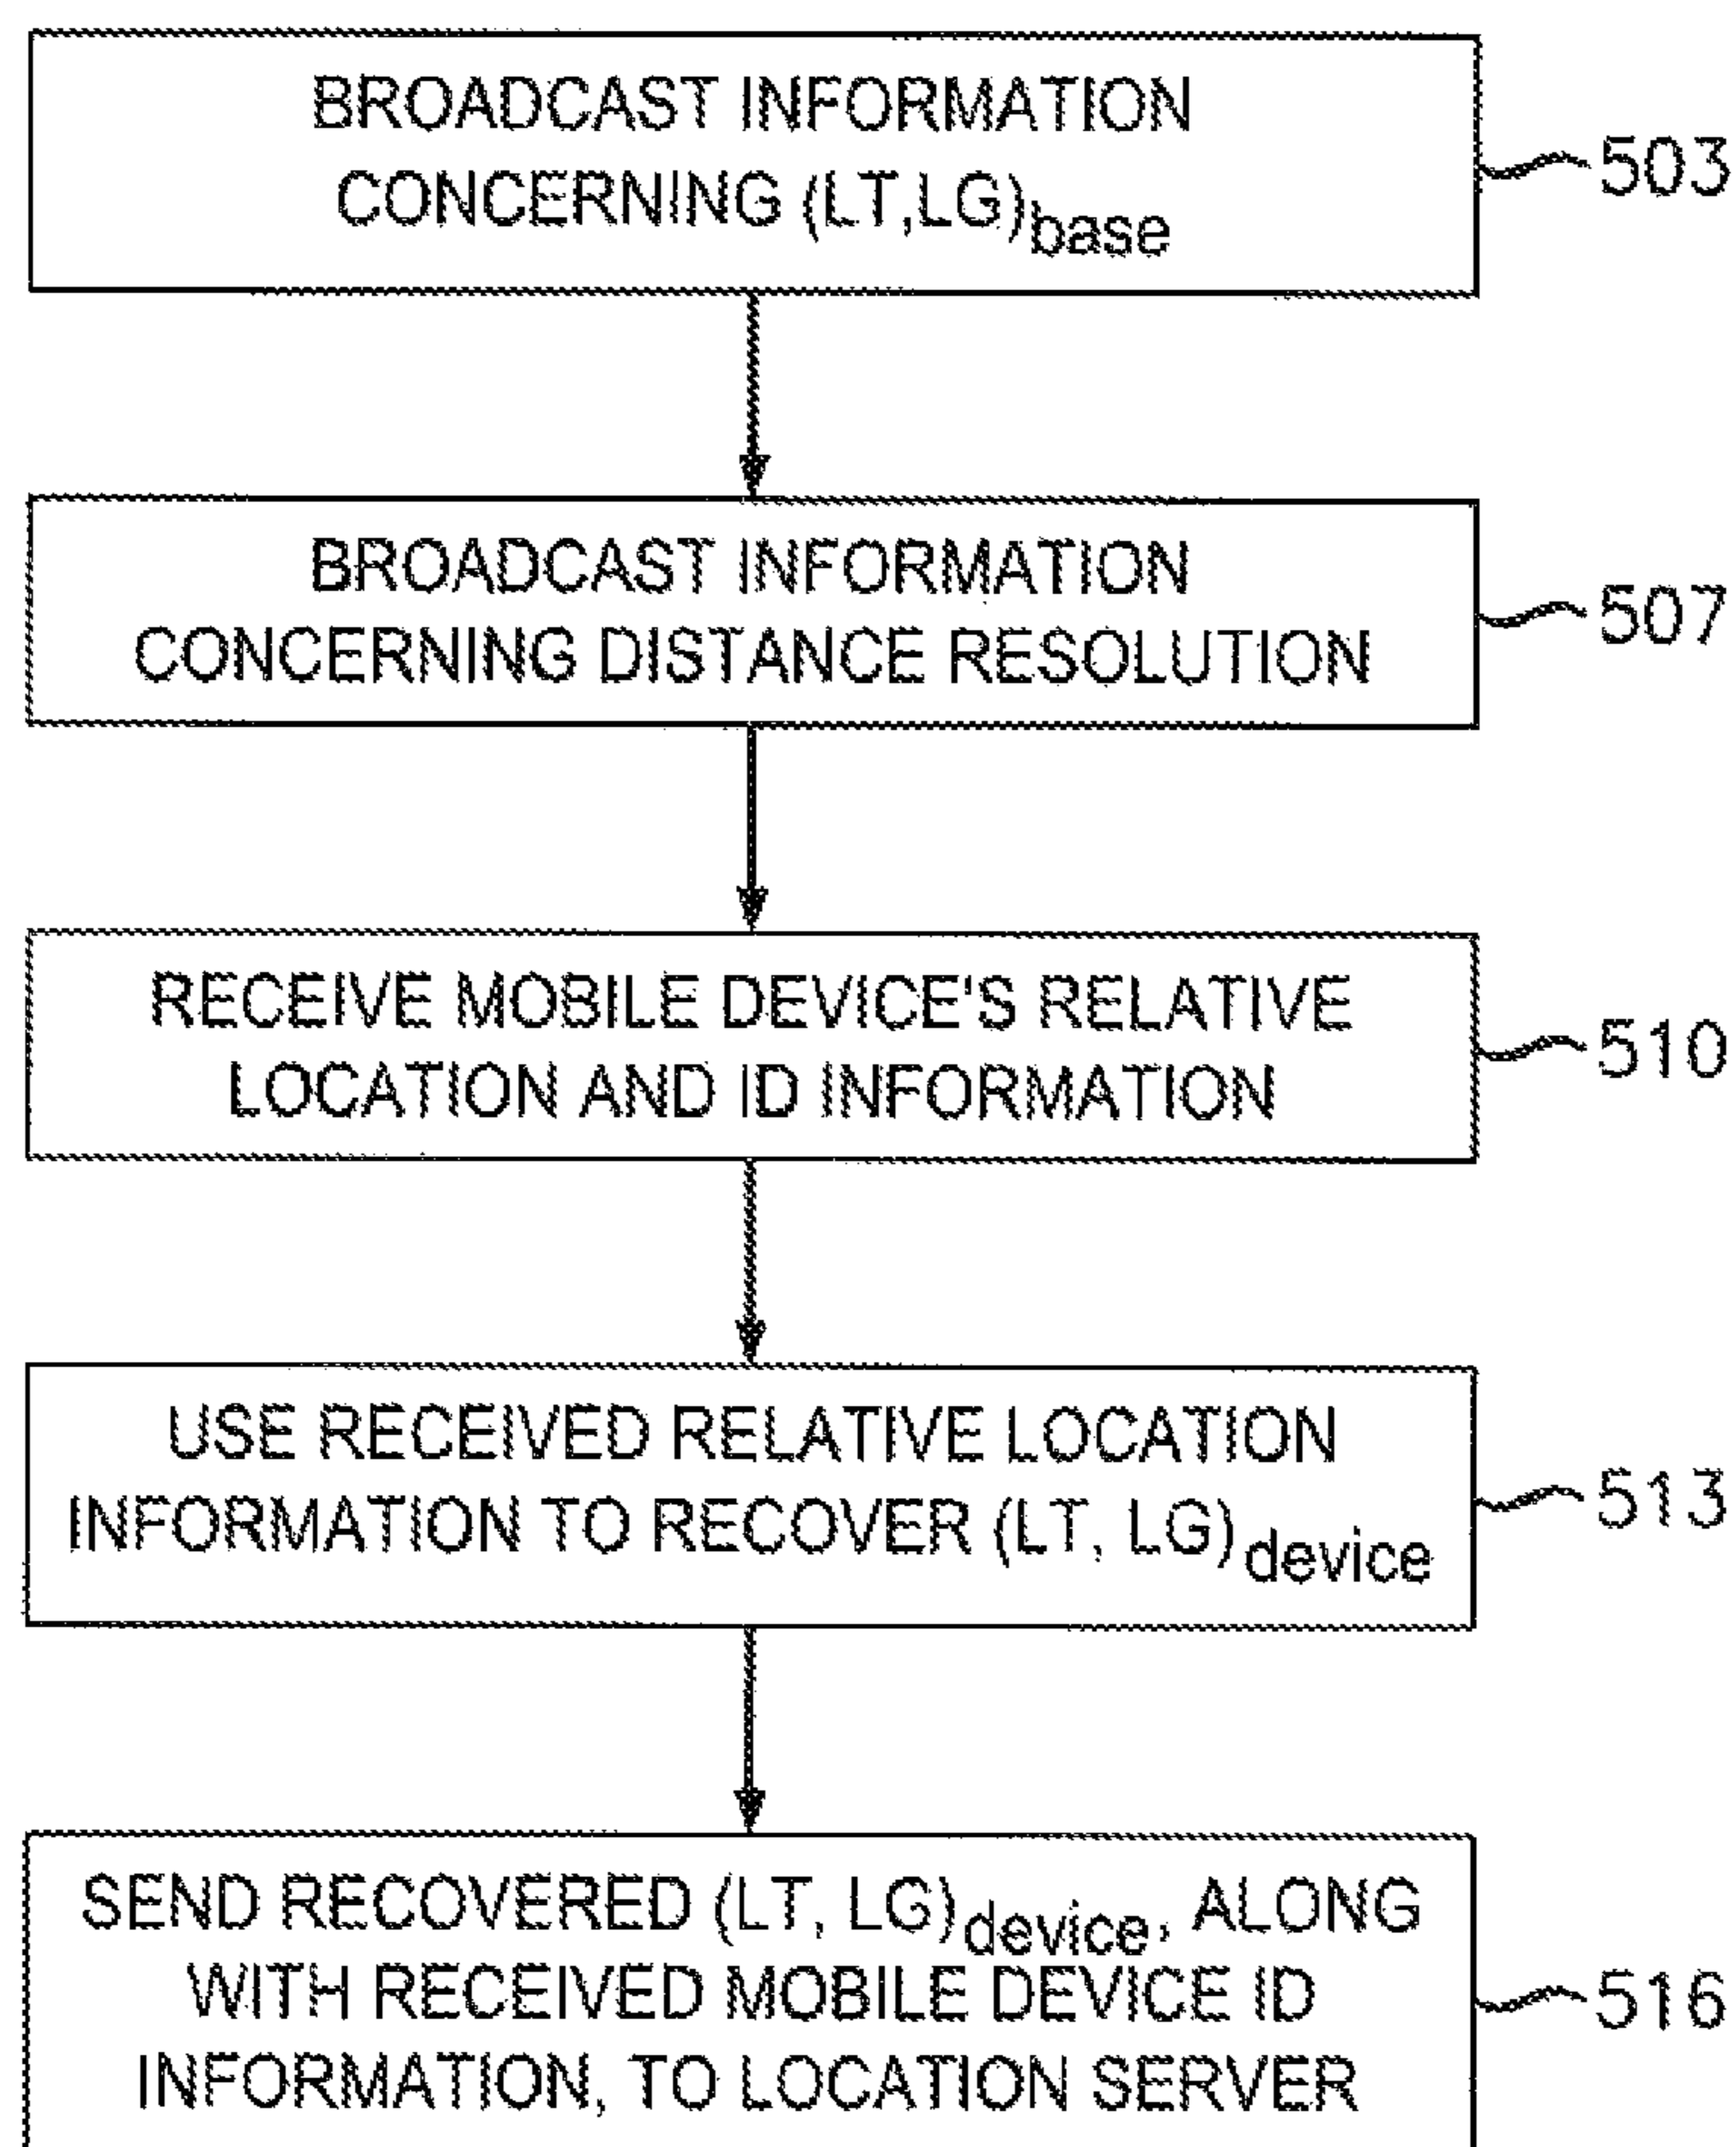 BROADCAST INFORMATION
CONCERNING (LT,LG)base
503
BROADCAST INFORMATION
CONCERNING DISTANCE RESOLUTION
507
RECEIVE MOBILE DEVICE'S RELATIVE
LOCATION AND ID INFORMATION
510
USE RECEIVED RELATIVE LOCATION
INFORMATION TO RECOVER (LT, LG)device
513
SEND RECOVERED (LT, LG)device, ALONG
WITH RECEIVED MOBILE DEVICE ID
INFORMATION, TO LOCATION SERVER
516